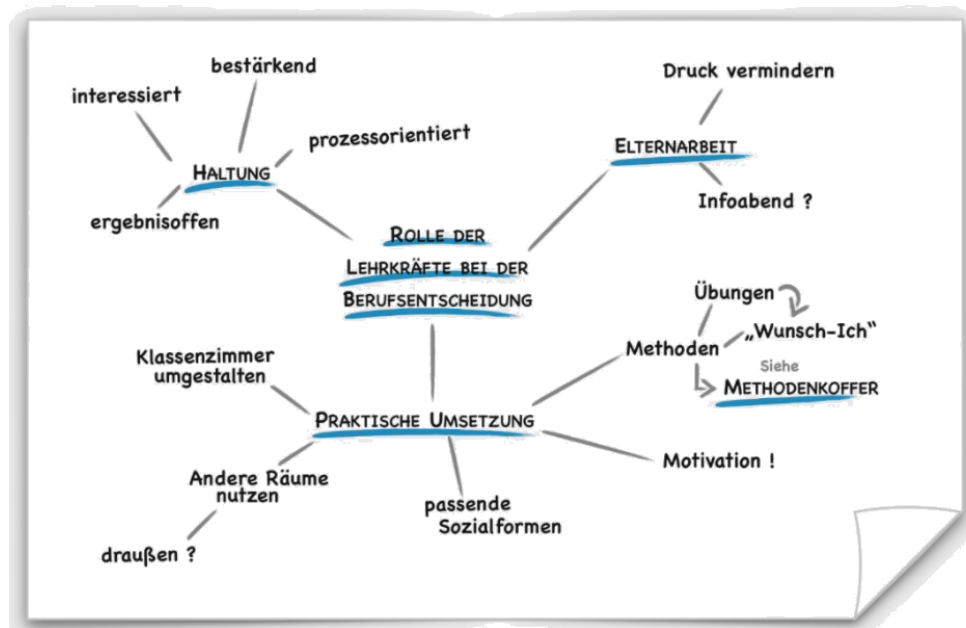 bestärkend
interessiert
prozessorientiert
HALTUNG
ergebnisoffen
Druck vermindern
ELTERNARBEIT
Infoabend ?
ROLLE DER
LEHRKRÄFTE BEI DER
BERUFSENTSCHEIDUNG
Übungen
„Wunsch-Ich“
Methoden
Siehe
METHODENKOFFER
Klassenzimmer
umgestalten
PRAKTISCHE UMSETZUNG
Motivation !
Andere Räume
nutzen
passende
Sozialformen
draußen ?